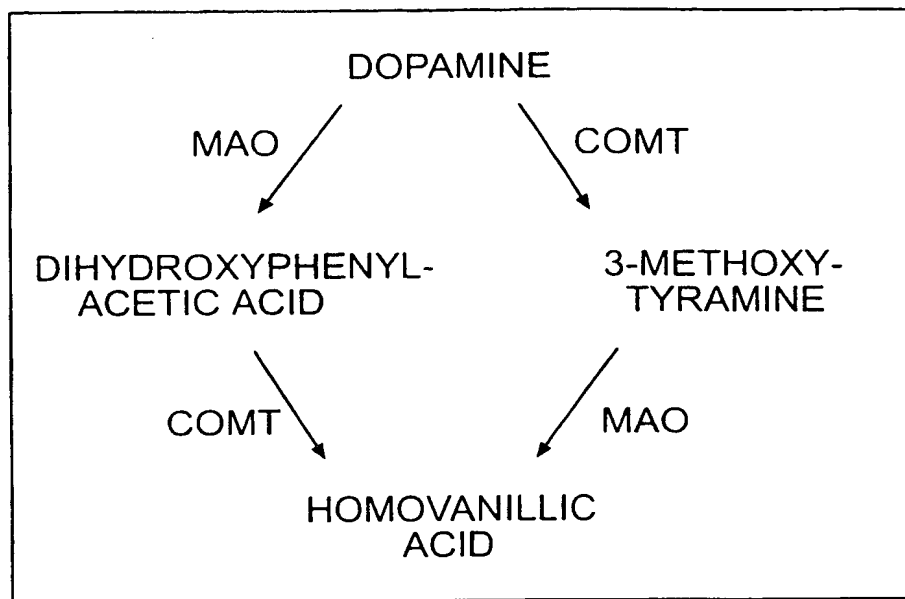 DOPAMINE
MAO
COMT
DIHYDROXYPHENYL-
ACETIC ACID
3-METHOXY-
TYRAMINE
COMT
MAO
HOMOVANILLIC
ACID